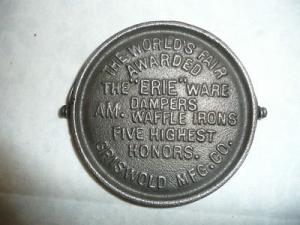 THE WORLD'S FAIR
AWARDED
THE "ERIE" WARE
DAMPERS
AM. WAFFLE IRONS
FIVE HIGHEST
HONORS.
GRISWOLD MFG. CO.